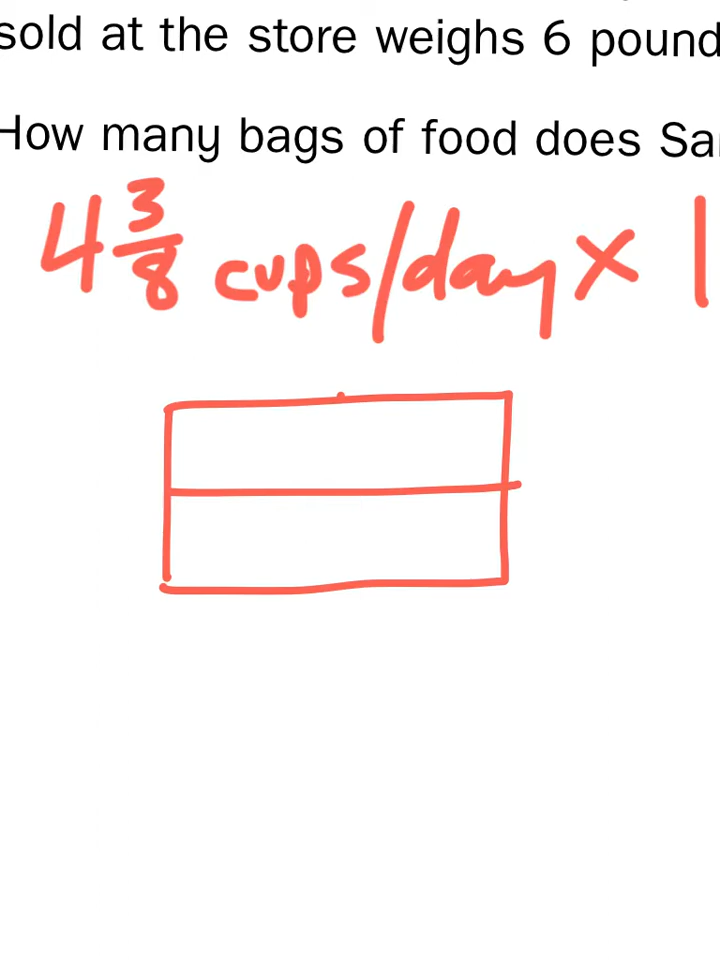 sold at the store weighs 6 pound
How many bags of food does Sa
4 3/8 cups/day x 1